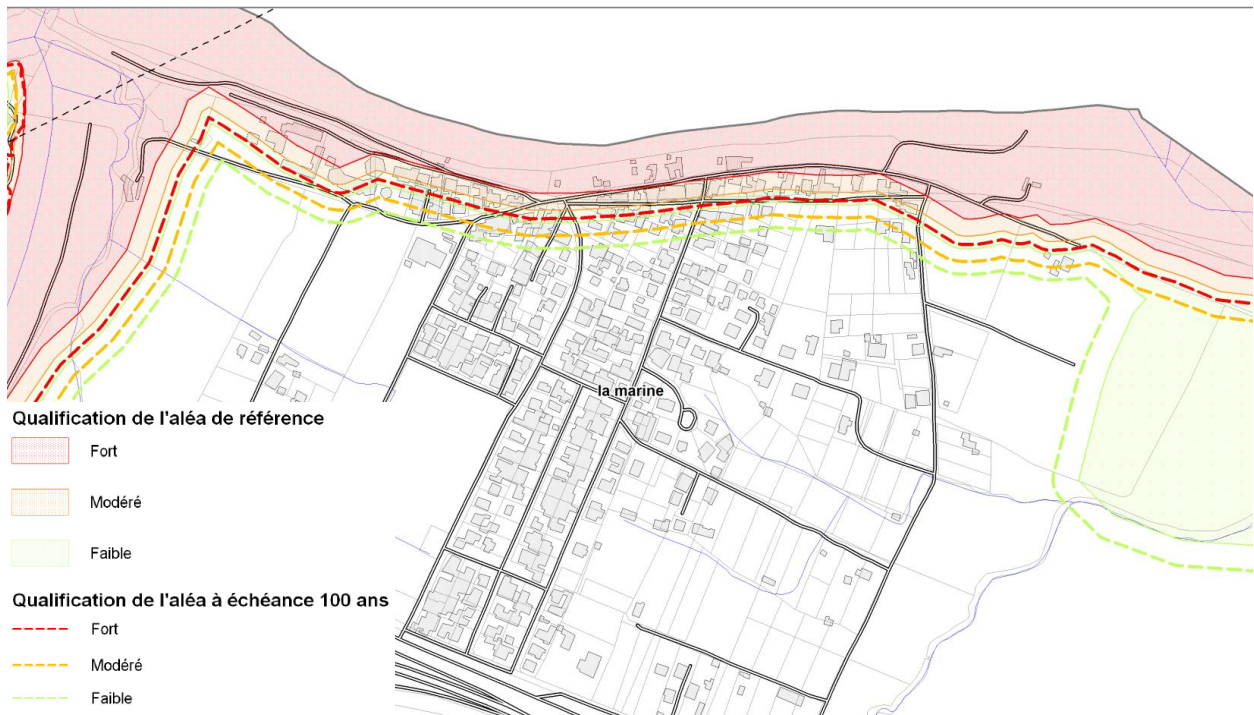 la marine
Qualification de l'aléa de référence
Fort
Modéré
Faible
Qualification de l'aléa à échéance 100 ans
Fort
Modéré
Faible